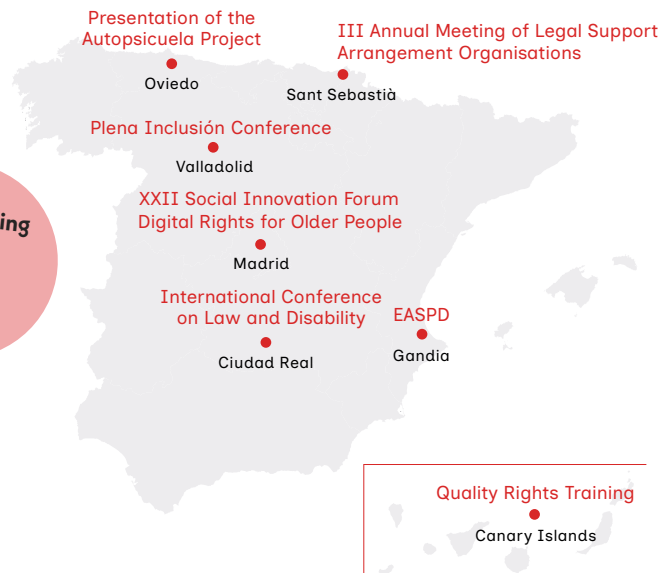 Presentation of the
Autopsicuela Project
Oviedo
III Annual Meeting of Legal Support
Arrangement Organisations
Sant Sebastià
Plena Inclusión Conference
Valladolid
ing
XXII Social Innovation Forum
Digital Rights for Older People
Madrid
International Conference
on Law and Disability
Ciudad Real
EASPD
Gandia
Quality Rights Training
Canary Islands